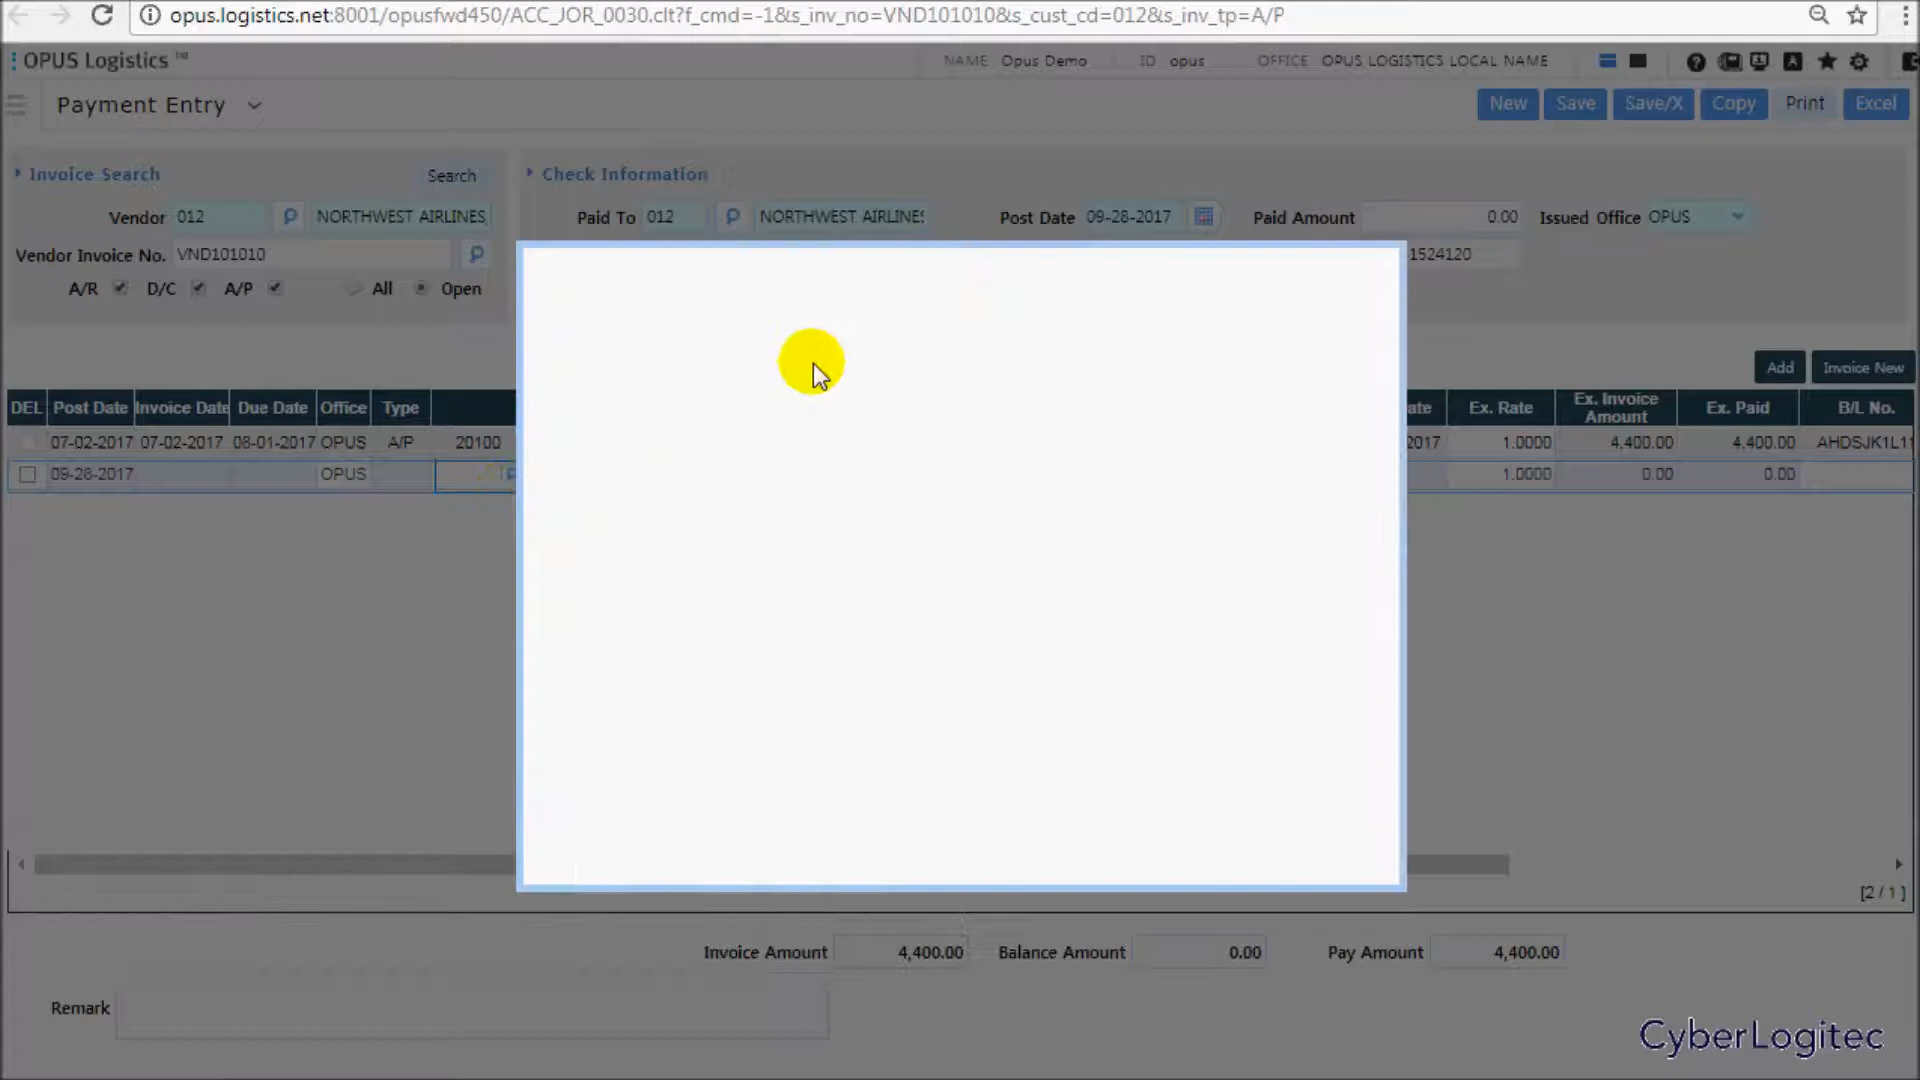 opus.logistics.net:8001/opusfwd450/ACC_JOR_0030.clt?f_cmd=-1&s_inv_no=VND101010&s_cust_cd=012&s_inv_tp=A/P
OPUS Logistics ™ NAME Opus Demo ID opus OFFICE OPUS LOGISTICS LOCAL NAME
Payment Entry New Save Save/X Copy Print Excel
Invoice Search Search Check Information
Vendor 012 NORTHWEST AIRLINES, Paid To 012 NORTHWEST AIRLINES Post Date 09-28-2017 Paid Amount 0.00 Issued Office OPUS
Vendor Invoice No. VND101010 1524120
A/R D/C A/P All Open
Add Invoice New
DEL Post Date Invoice Date Due Date Office Type ate Ex. Rate Ex. Invoice Amount Ex. Paid B/L No.
07-02-2017 07-02-2017 08-01-2017 OPUS A/P 20100 2017 1.0000 4,400.00 4,400.00 AHDSJK1L11
09-28-2017 OPUS 1.0000 0.00 0.00
[2 / 1 ]
Invoice Amount 4,400.00 Balance Amount 0.00 Pay Amount 4,400.00
Remark
CyberLogitec